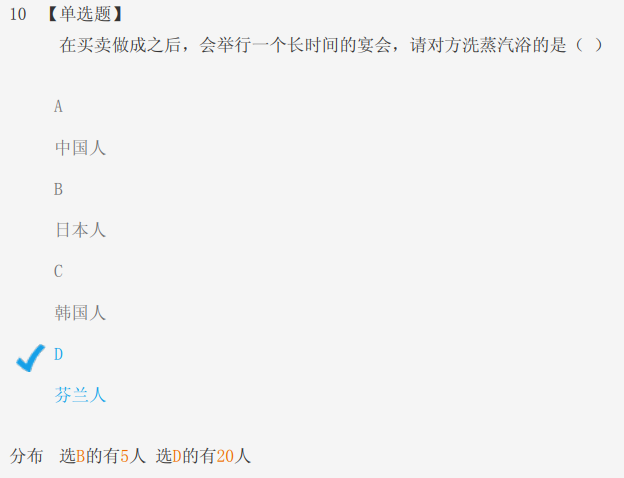 10 【单选题】
在买卖做成之后，会举行一个长时间的宴会，请对方洗蒸汽浴的是（ ）
A
中国人
B
日本人
C
韩国人
D
芬兰人
分布 选B的有5人 选D的有20人